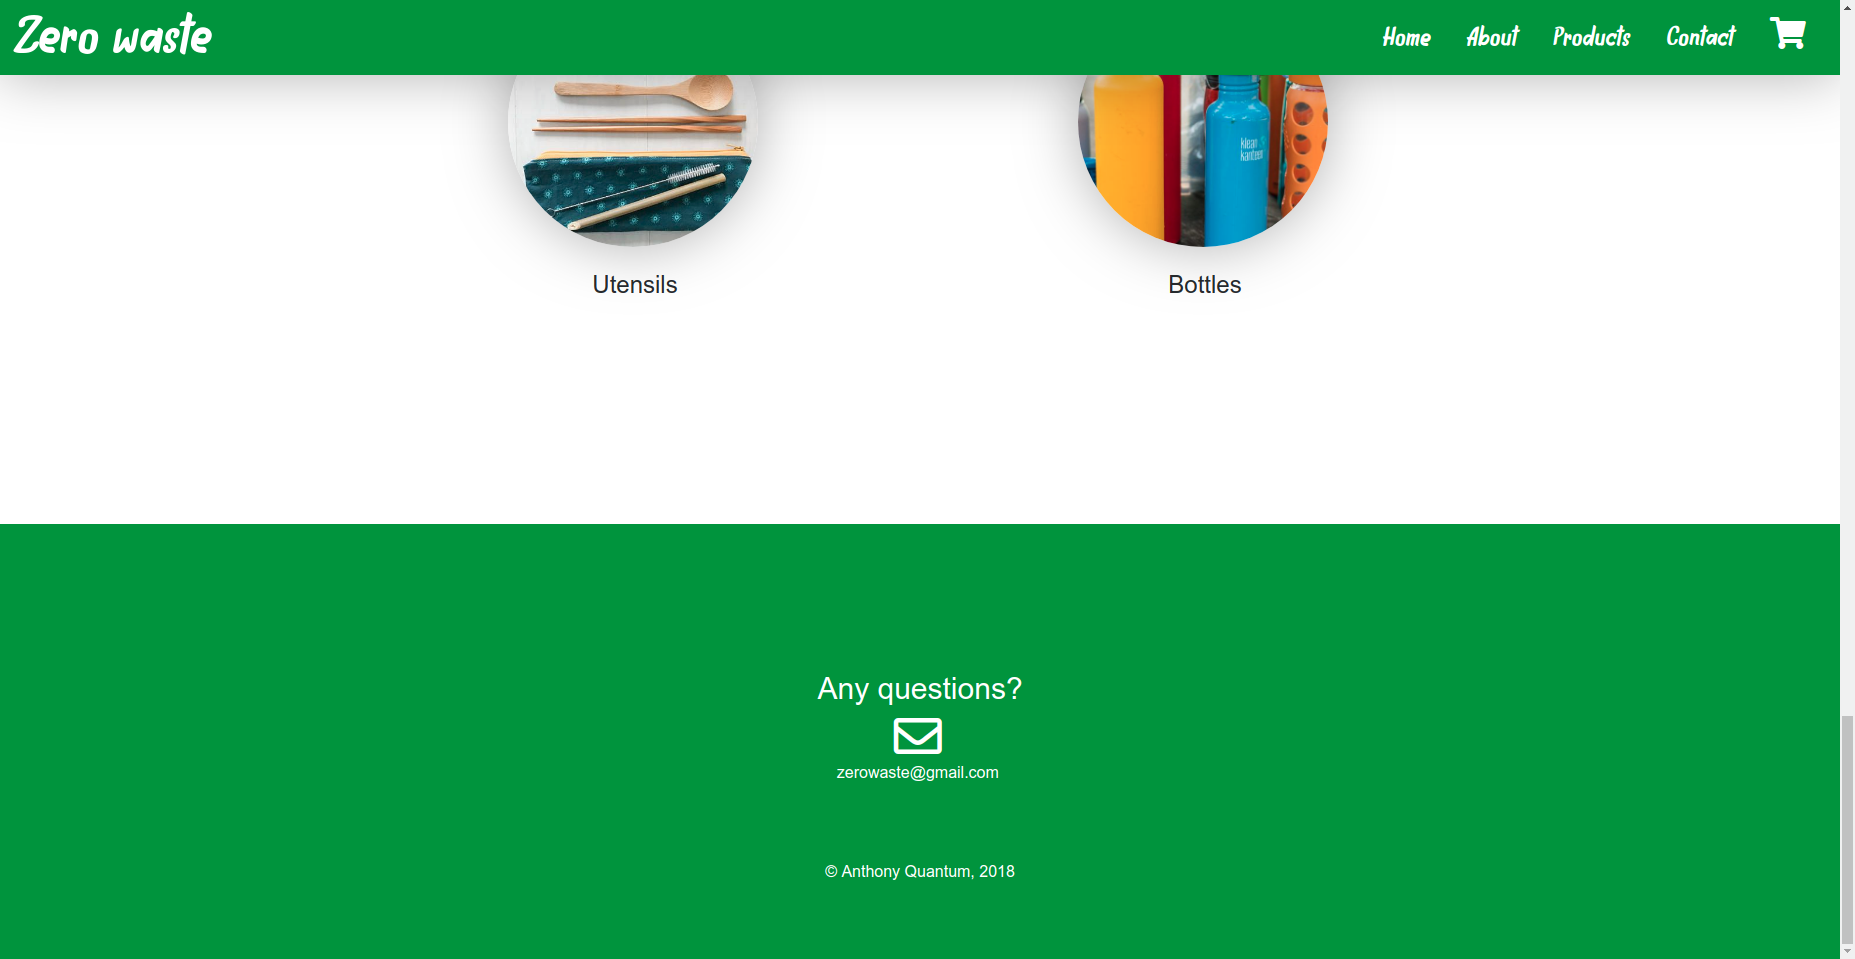 Zero waste
Home About Products Contact
klean
kanteen
Utensils
Bottles
Any questions?
zerowaste@gmail.com
© Anthony Quantum, 2018